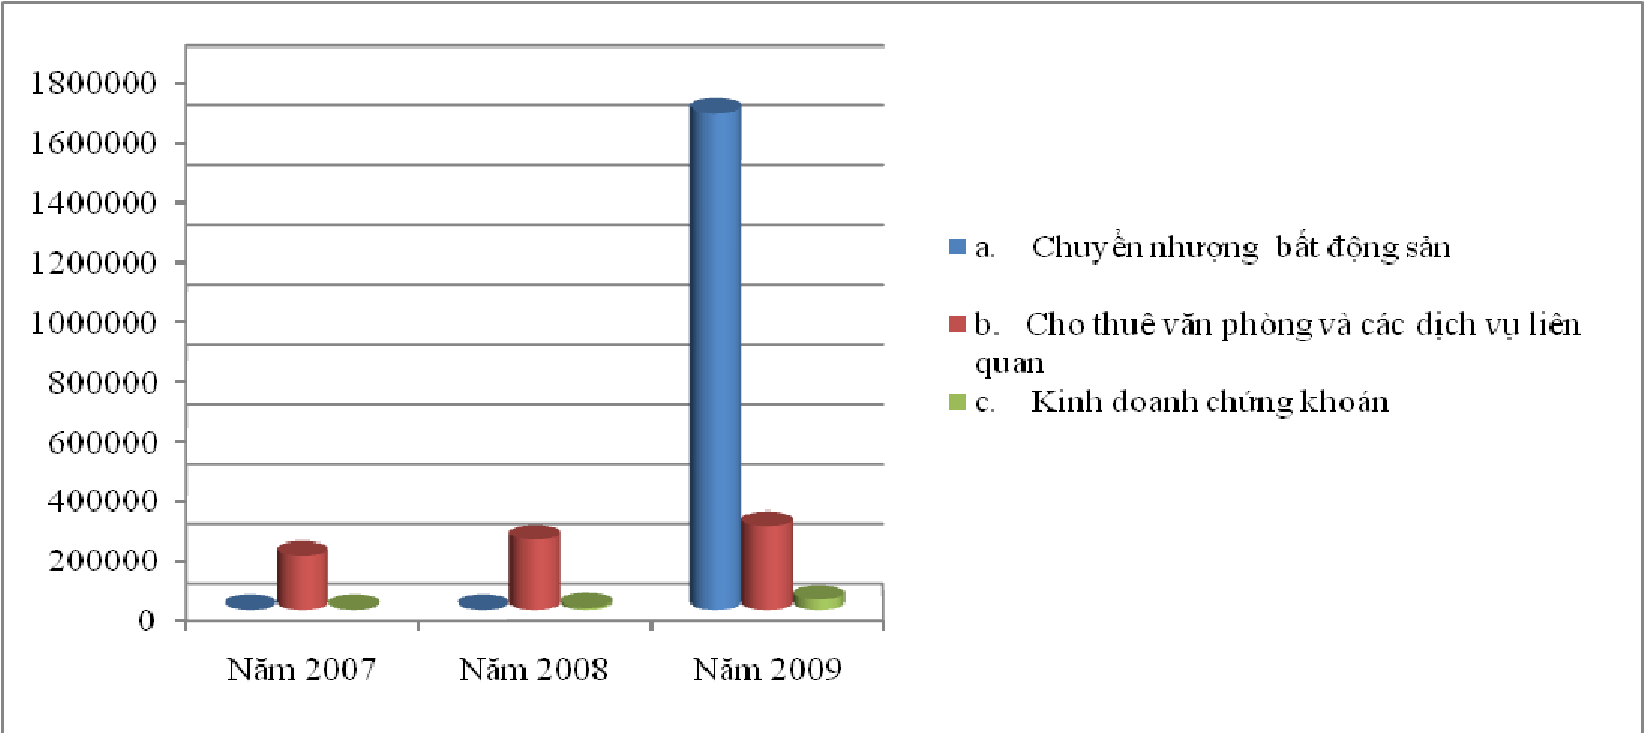 1800000
1600000
1400000
1200000
1000000
800000
600000
400000
200000
0
Năm 2007
Năm 2008
Năm 2009
a. Chuyển nhượng bất động sản
b. Cho thuê văn phòng và các dịch vụ liên
quan
c. Kinh doanh chứng khoán